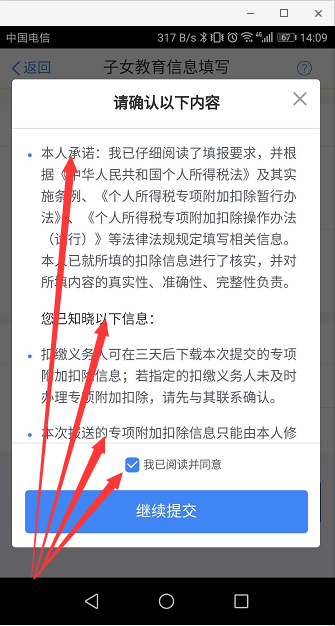 中国电信 317 B/s 4G 67 14:09
返回 子女教育信息填写 ?
请确认以下内容
• 本人承诺：我已仔细阅读了填报要求，并根
据《中华人民共和国个人所得税法》及其实
施条例、《个人所得税专项附加扣除暂行办
法》、《个人所得税专项附加扣除操作办法
（试行）》等法律法规规定填写相关信息。
本人已就所填的扣除信息进行了核实，并对
所填内容的真实性、准确性、完整性负责。
您已知晓以下信息：
• 扣缴义务人可在三天后下载本次提交的专项
附加扣除信息；若指定的扣缴义务人未及时
办理专项附加扣除，请先与其联系确认。
• 本次报送的专项附加扣除信息只能由本人修
我已阅读并同意
继续提交